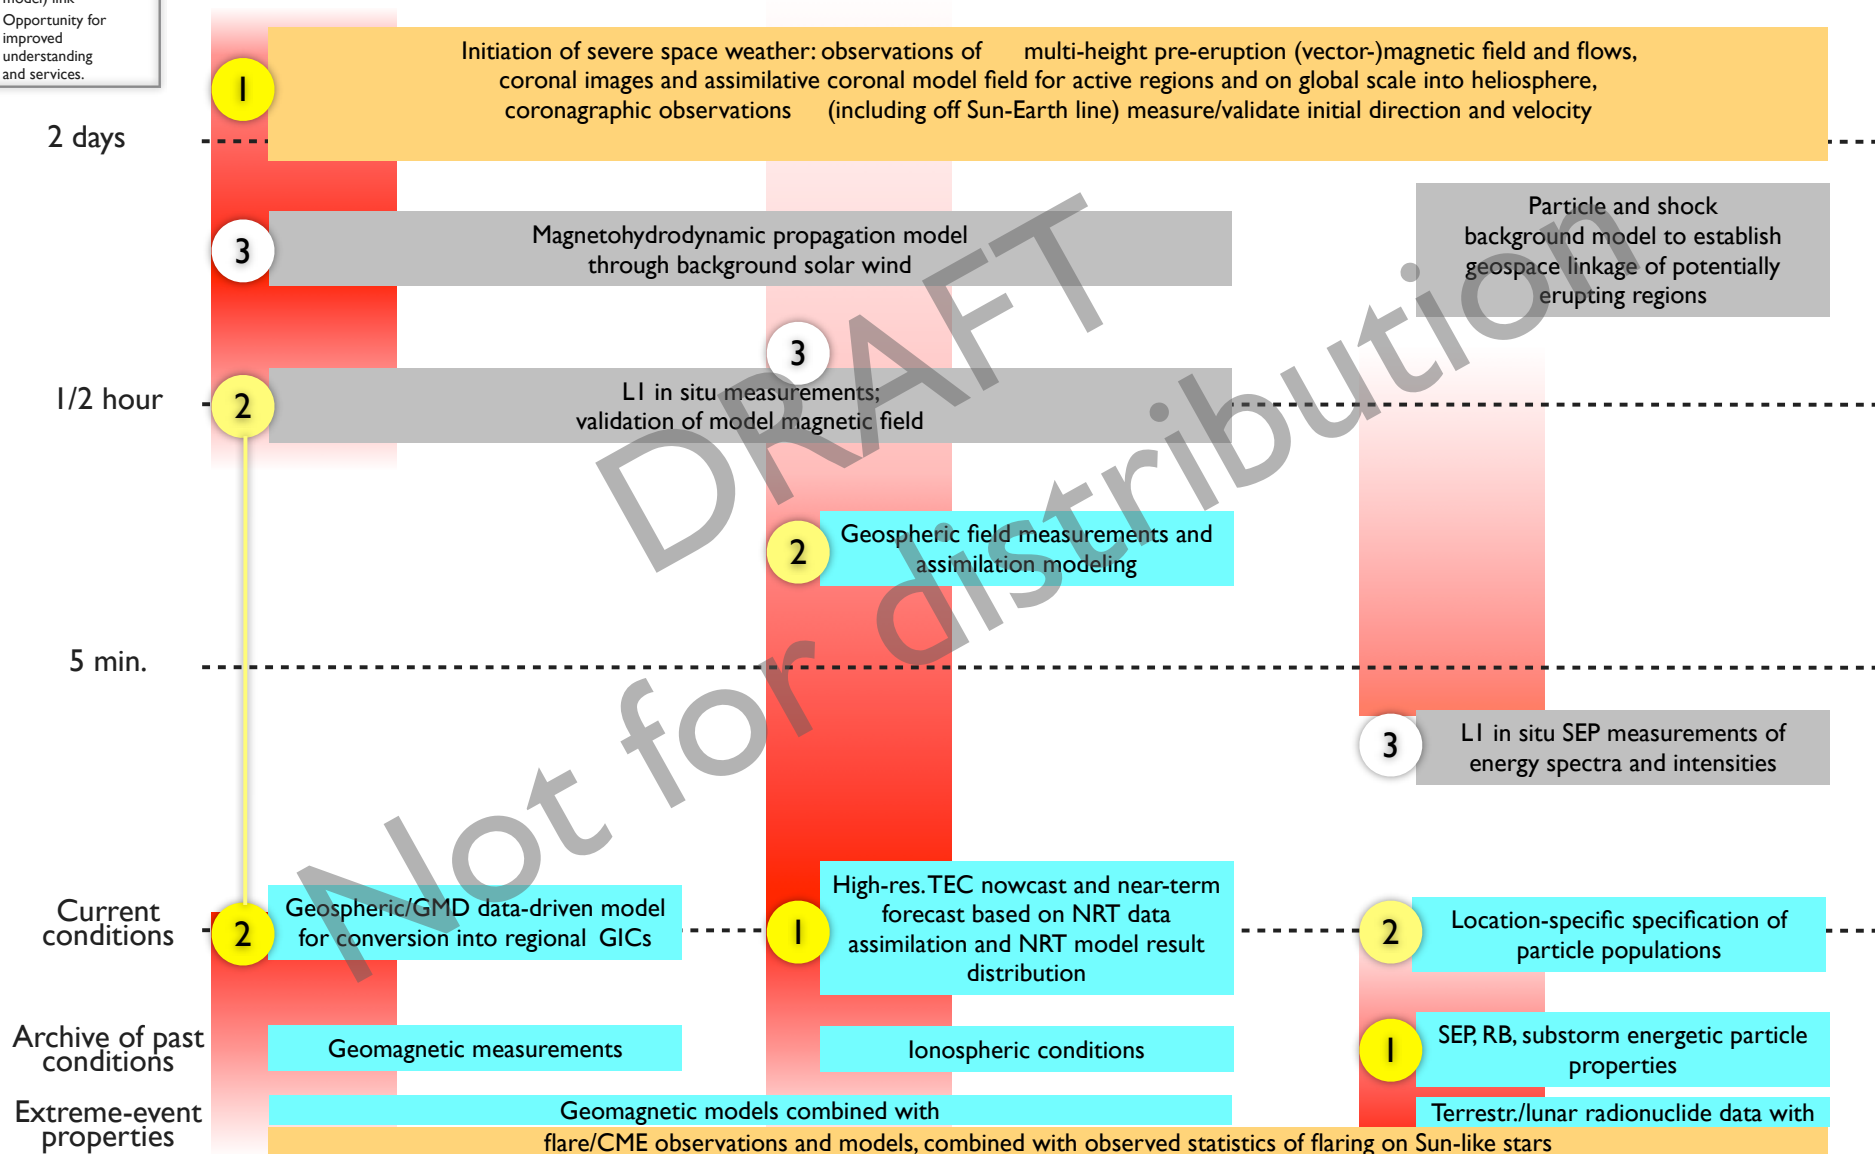 model) link
Opportunity for
improved
understanding
and services.
1
Initiation of severe space weather: observations of multi-height pre-eruption (vector-)magnetic field and flows,
coronal images and assimilative coronal model field for active regions and on global scale into heliosphere,
coronagraphic observations (including off Sun-Earth line) measure/validate initial direction and velocity
2 days
3
Magnetohydrodynamic propagation model
through background solar wind
Particle and shock
background model to establish
geospace linkage of potentially
erupting regions
3
1/2 hour
2
L1 in situ measurements;
validation of model magnetic field
DRAFT
Not for distribution
2
Geospheric field measurements and
assimilation modeling
5 min.
3
L1 in situ SEP measurements of
energy spectra and intensities
Current
conditions
2
Geospheric/GMD data-driven model
for conversion into regional GICs
1
High-res. TEC nowcast and near-term
forecast based on NRT data
assimilation and NRT model result
distribution
2
Location-specific specification of
particle populations
Archive of past
conditions
Geomagnetic measurements
Ionospheric conditions
1
SEP, RB, substorm energetic particle
properties
Extreme-event
properties
Geomagnetic models combined with
Terrestr./lunar radionuclide data with
flare/CME observations and models, combined with observed statistics of flaring on Sun-like stars